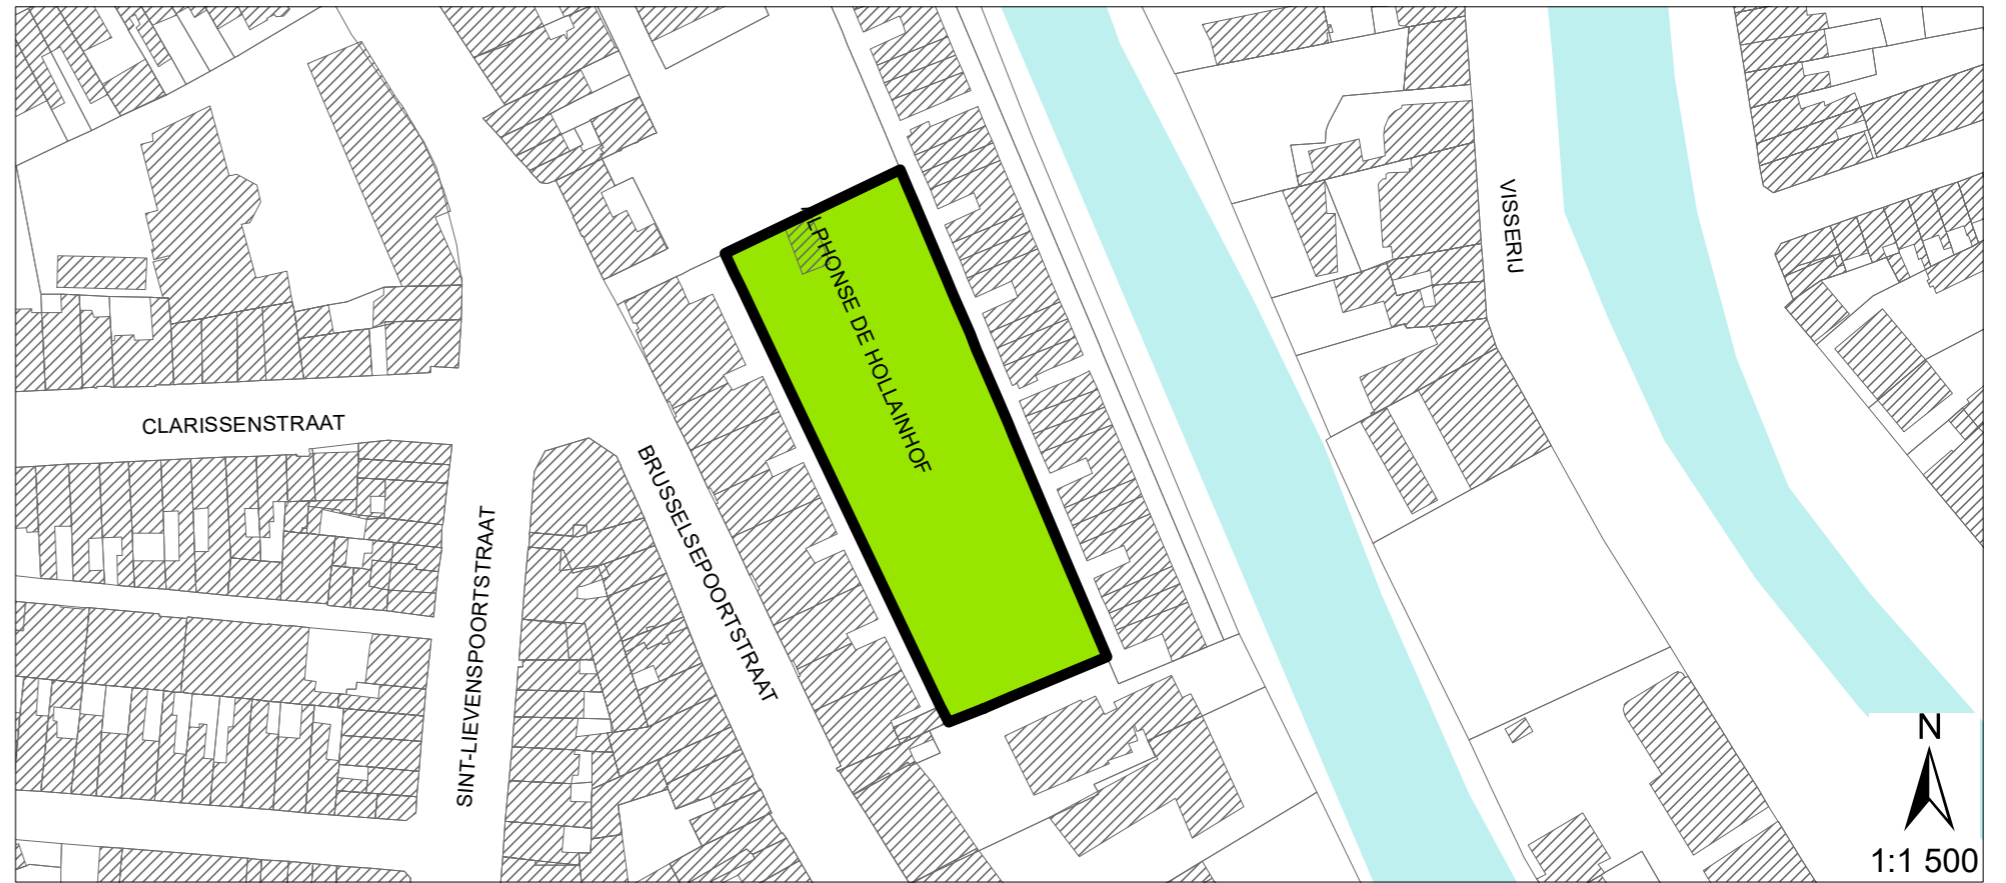 VISSERIJ
ALPHONSE DE HOLLAINHOF
CLARISSENSTRAAT
BRUSSELSEPOORTSTRAAT
SINT-LIEVENSPOORTSTRAAT
N
1:1 500